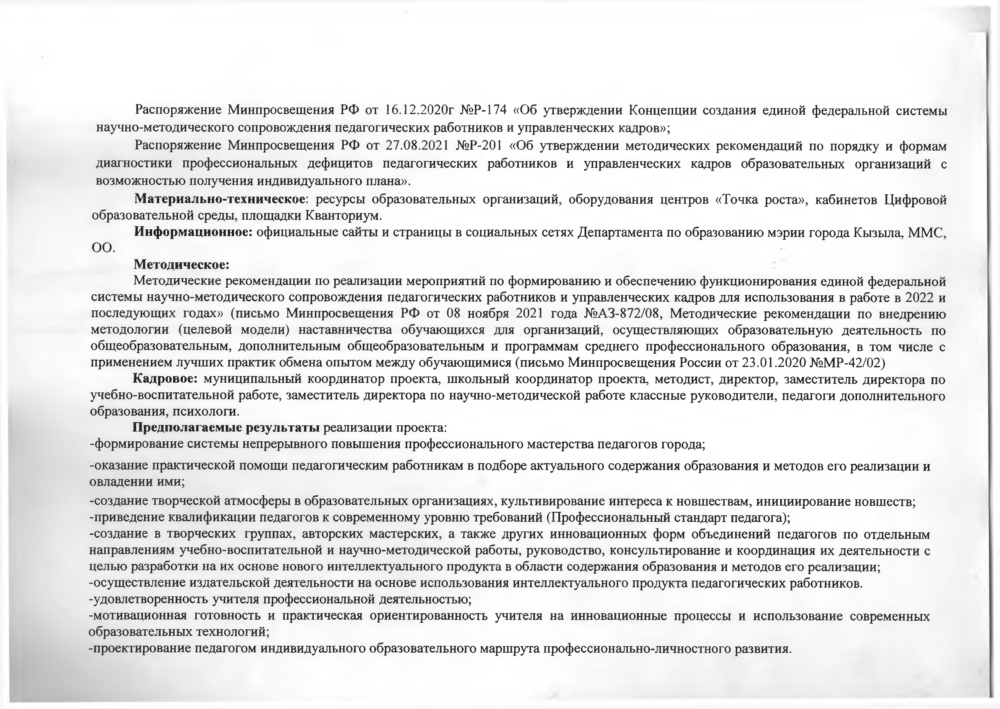 Распоряжение Минпросвещения РФ от 16.12.2020г №Р-174 «Об утверждении Концепции создания единой федеральной системы
научно-методического сопровождения педагогических работников и управленческих кадров»;
Распоряжение Минпросвещения РФ от 27.08.2021 №Р-201 «Об утверждении методических рекомендаций по порядку и формам
диагностики профессиональных дефицитов педагогических работников и управленческих кадров образовательных организаций с
возможностью получения индивидуального плана».
Материально-техническое: ресурсы образовательных организаций, оборудования центров «Точка роста», кабинетов Цифровой
образовательной среды, площадки Кванториум.
Информационное: официальные сайты и страницы в социальных сетях Департамента по образованию мэрии города Кызыла, ММС,
ОО.
Методическое:
Методические рекомендации по реализации мероприятий по формированию и обеспечению функционирования единой федеральной
системы научно-методического сопровождения педагогических работников и управленческих кадров для использования в работе в 2022 и
последующих годах» (письмо Минпросвещения РФ от 08 ноября 2021 года №АЗ-872/08, Методические рекомендации по внедрению
методологии (целевой модели) наставничества обучающихся для организаций, осуществляющих образовательную деятельность по
общеобразовательным, дополнительным общеобразовательным и программам среднего профессионального образования, в том числе с
применением лучших практик обмена опытом между обучающимися (письмо Минпросвещения России от 23.01.2020 №МР-42/02)
Кадровое: муниципальный координатор проекта, школьный координатор проекта, методист, директор, заместитель директора по
учебно-воспитательной работе, заместитель директора по научно-методической работе классные руководители, педагоги дополнительного
образования, психологи.
Предполагаемые результаты реализации проекта:
-формирование системы непрерывного повышения профессионального мастерства педагогов города;
-оказание практической помощи педагогическим работникам в подборе актуального содержания образования и методов его реализации и
овладении ими;
-создание творческой атмосферы в образовательных организациях, культивирование интереса к новшествам, инициирование новшеств;
-приведение квалификации педагогов к современному уровню требований (Профессиональный стандарт педагога);
-создание в творческих группах, авторских мастерских, а также других инновационных форм объединений педагогов по отдельным
направлениям учебно-воспитательной и научно-методической работы, руководство, консультирование и координация их деятельности с
целью разработки на их основе нового интеллектуального продукта в области содержания образования и методов его реализации;
-осуществление издательской деятельности на основе использования интеллектуального продукта педагогических работников.
-удовлетворенность учителя профессиональной деятельностью;
-мотивационная готовность и практическая ориентированность учителя на инновационные процессы и использование современных
образовательных технологий;
-проектирование педагогом индивидуального образовательного маршрута профессионально-личностного развития.